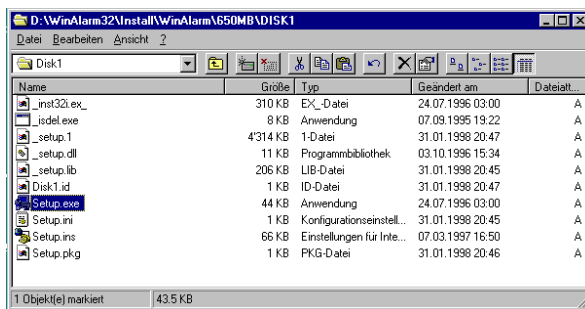 D:\WinAlarm32\Install\WinAlarm\650MB\DISK1
Datei Bearbeiten Ansicht ?
Disk1
Name Größe Typ Geändert am Dateiatt...
_inst32i.ex_ 310 KB EX_-Datei 24.07.1996 03:00 A
_isdel.exe 8 KB Anwendung 07.09.1995 19:22 A
_setup.1 4'314 KB 1-Datei 31.01.1998 20:47 A
_setup.dll 11 KB Programmbibliothek 03.10.1996 15:34 A
_setup.lib 206 KB LIB-Datei 31.01.1998 20:45 A
Disk1.id 1 KB ID-Datei 31.01.1998 20:47 A
Setup.exe 44 KB Anwendung 24.07.1996 03:00 A
Setup.ini 1 KB Konfigurationseinstell... 31.01.1998 20:45 A
Setup.ins 66 KB Einstellungen für Inte... 07.03.1997 16:50 A
Setup.pkg 1 KB PKG-Datei 31.01.1998 20:46 A
1 Objekt(e) markiert 43.5 KB